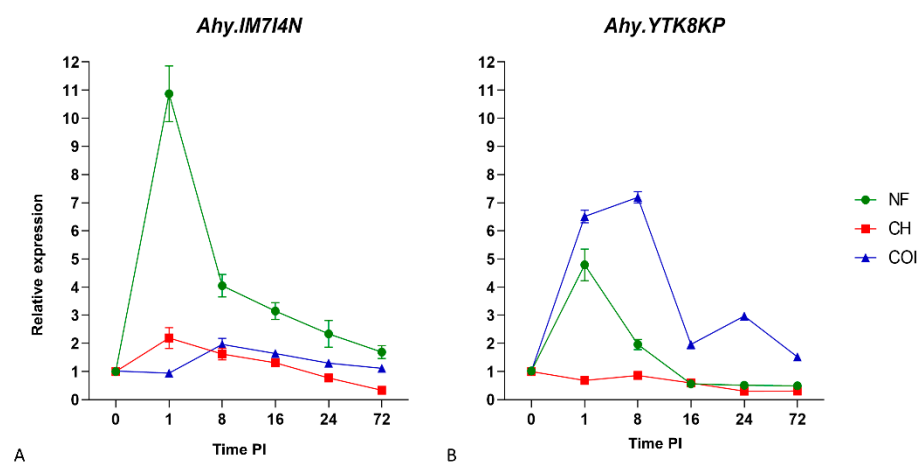 Ahy.IM7I4N
12
11
10
9
8
7
6
5
4
3
2
1
0
Relative expression
0 1 8 16 24 72
Time PI
A
Ahy.YTK8KP
12
11
10
9
8
7
6
5
4
3
2
1
0
0 1 8 16 24 72
Time PI
B
NF
CH
COI